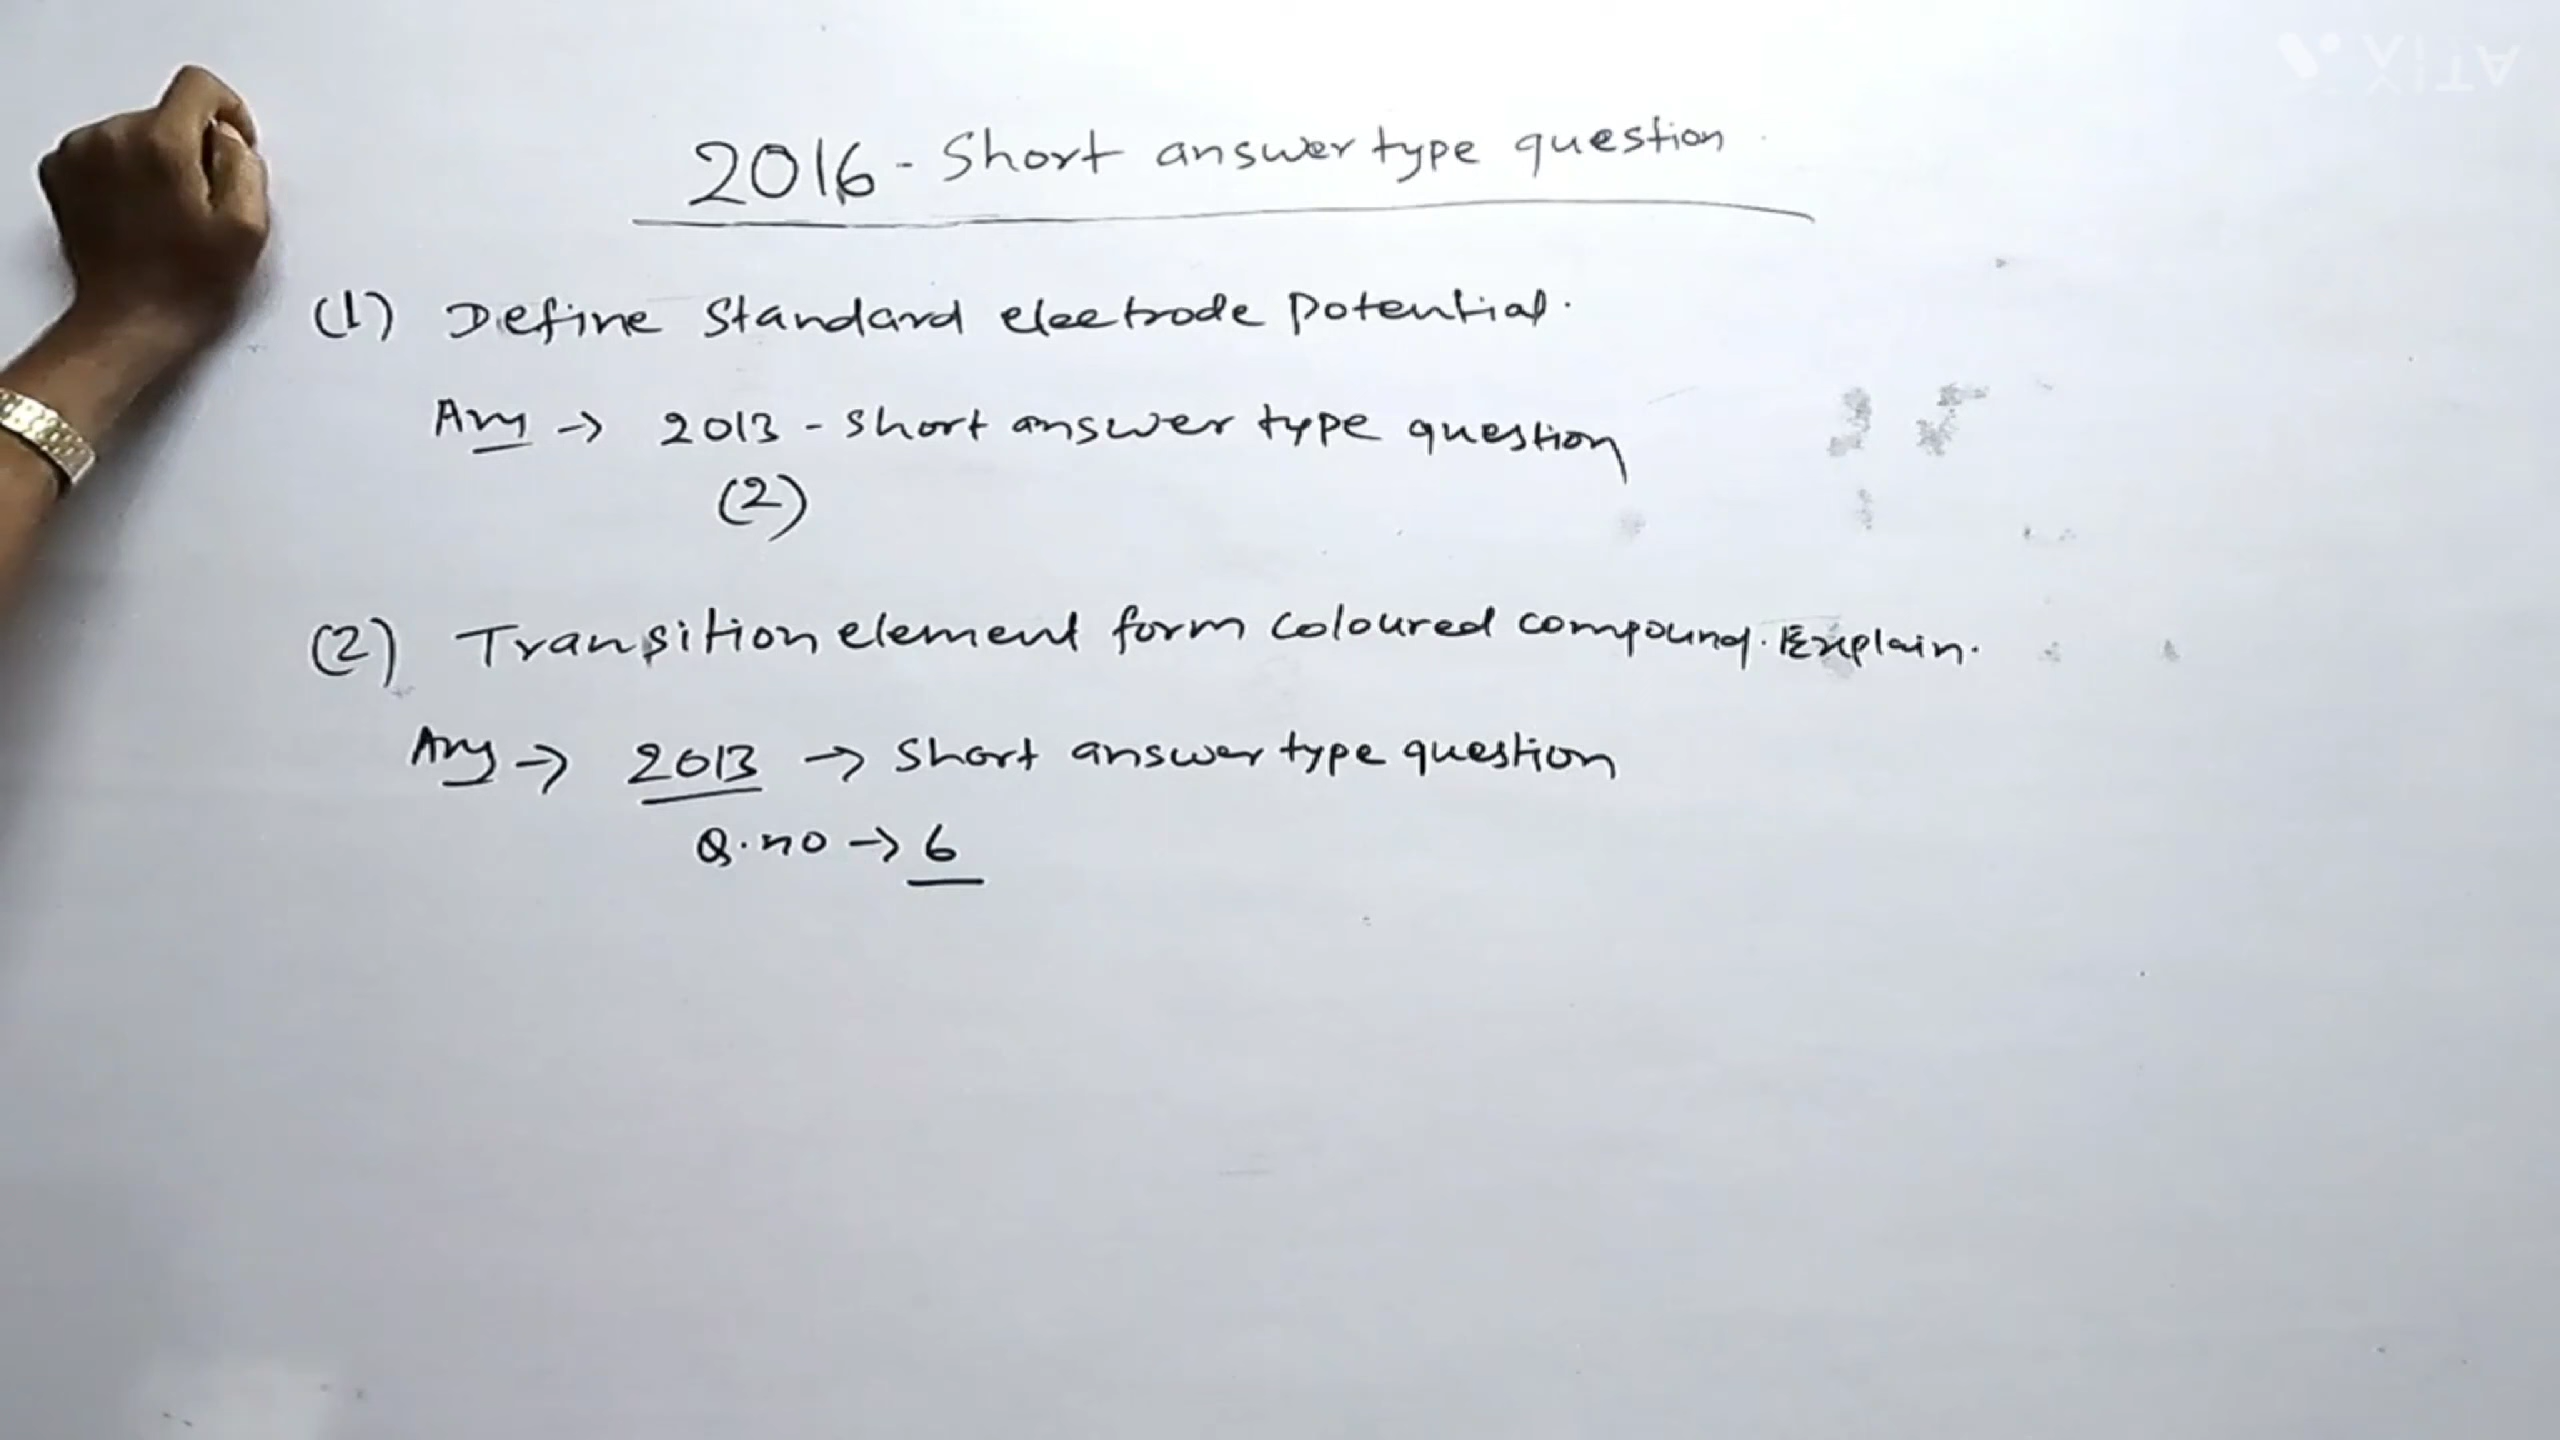 2016 - Short answer type question
(1) Define Standard electrode Potential.
Ans → 2013 - short answer type question
(2)
(2) Transition element form coloured compound. Explain.
Ans → 2013 → Short answer type question
Q.no → 6